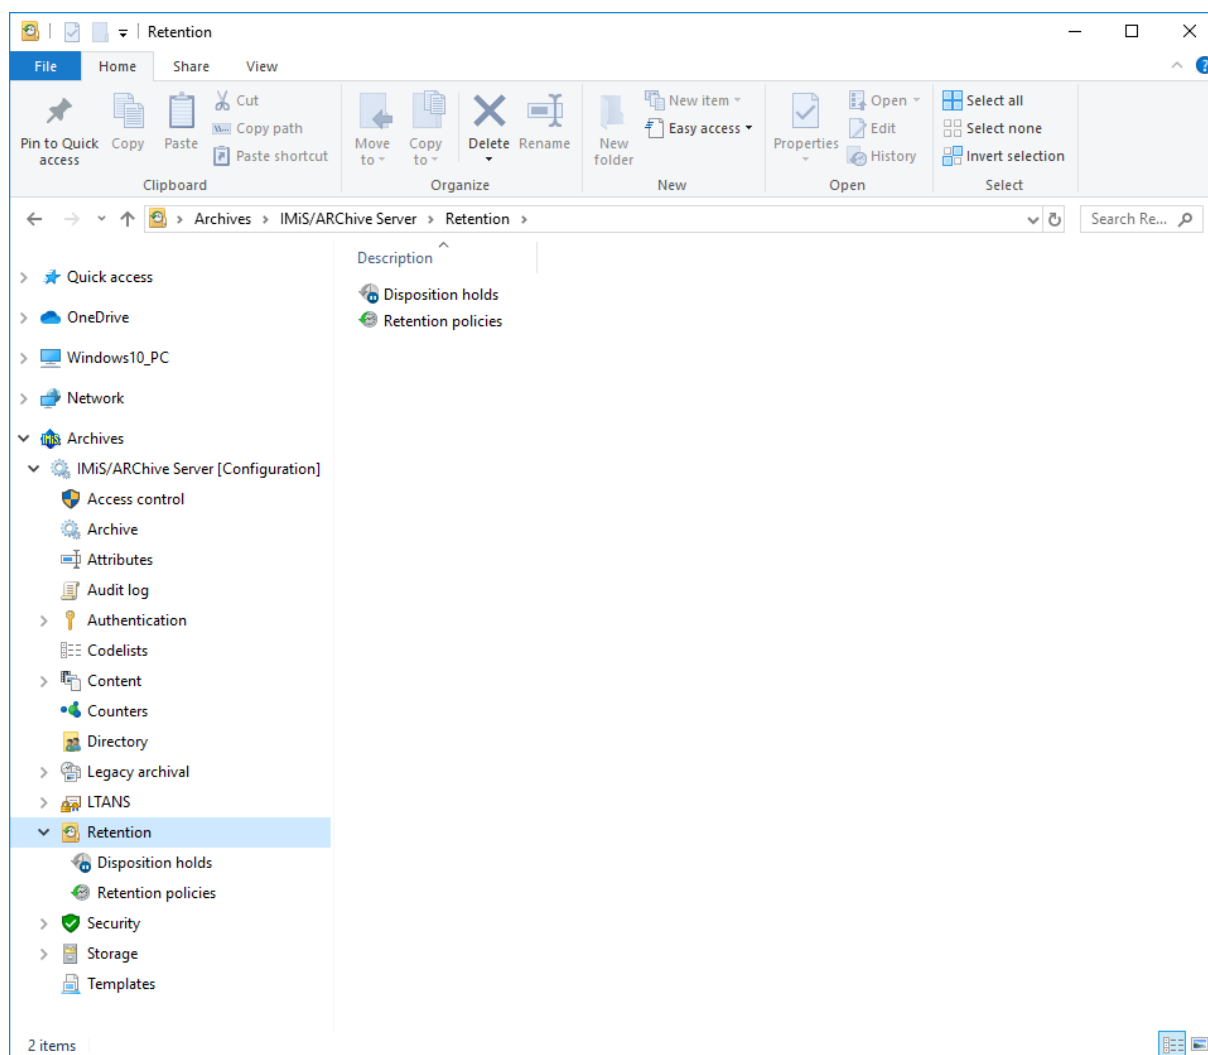 Retention
File Home Share View
Pin to Quick access
Copy
Paste
Cut
Copy path
Paste shortcut
Clipboard
Move to
Copy to
Delete
Rename
Organize
New folder
New item
Easy access
New
Properties
Open
Edit
History
Open
Select all
Select none
Invert selection
Select
Archives > IMiS/ARChive Server > Retention >
Search Re...
Description
Disposition holds
Retention policies
Quick access
OneDrive
Windows10_PC
Network
Archives
IMiS/ARChive Server [Configuration]
Access control
Archive
Attributes
Audit log
Authentication
Codelists
Content
Counters
Directory
Legacy archival
LTANS
Retention
Disposition holds
Retention policies
Security
Storage
Templates
2 items